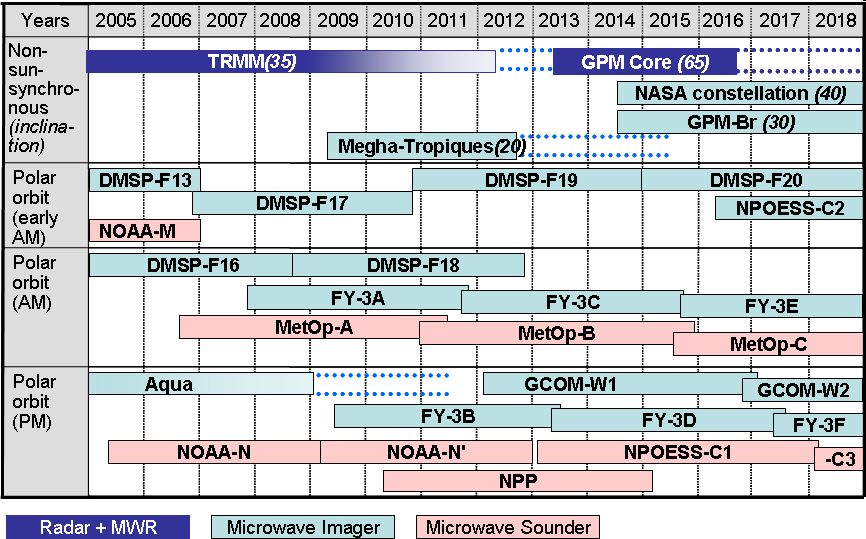 Years 2005 2006 2007 2008 2009 2010 2011 2012 2013 2014 2015 2016 2017 2018
Non-
sun-
synchro-
nous
(inclina-
tion)
TRMM(35)
GPM Core (65)
NASA constellation (40)
GPM-Br (30)
Megha-Tropiques(20)
Polar
orbit
(early
AM)
DMSP-F13
DMSP-F19
DMSP-F20
DMSP-F17
NPOESS-C2
NOAA-M
Polar
orbit
(AM)
DMSP-F16
DMSP-F18
FY-3A
FY-3C
FY-3E
MetOp-A
MetOp-B
MetOp-C
Polar
orbit
(PM)
Aqua
GCOM-W1
GCOM-W2
FY-3B
FY-3D
FY-3F
NOAA-N
NOAA-N'
NPOESS-C1
-C3
NPP
Radar + MWR
Microwave Imager
Microwave Sounder